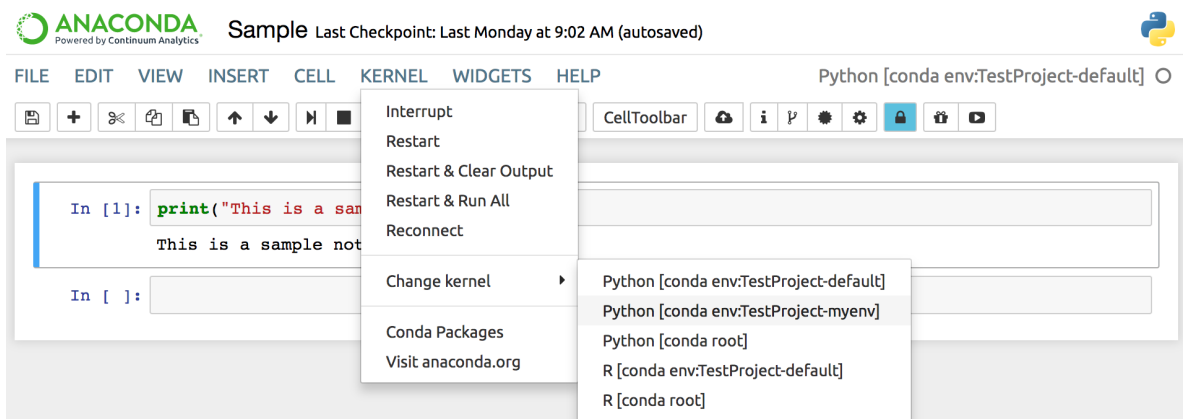 ANACONDA
Powered by Continuum Analytics
Sample Last Checkpoint: Last Monday at 9:02 AM (autosaved)
FILE EDIT VIEW INSERT CELL KERNEL WIDGETS HELP Python [conda env:TestProject-default]
CellToolbar
Interrupt
Restart
Restart & Clear Output
Restart & Run All
Reconnect
Change kernel
Conda Packages
Visit anaconda.org
Python [conda env:TestProject-default]
Python [conda env:TestProject-myenv]
Python [conda root]
R [conda env:TestProject-default]
R [conda root]
In [1]: print("This is a sam
This is a sample not
In [ ]: